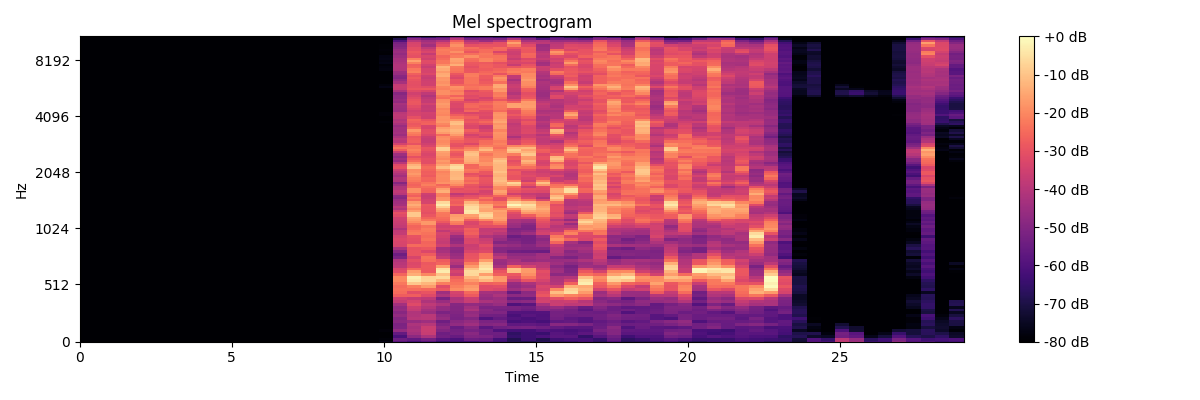 Mel spectrogram
+0 dB
8192
-10 dB
4096
-20 dB
-30 dB
2048
Hz
-40 dB
1024
-50 dB
-60 dB
512
-70 dB
0
-80 dB
0 5 10 15 20 25
Time